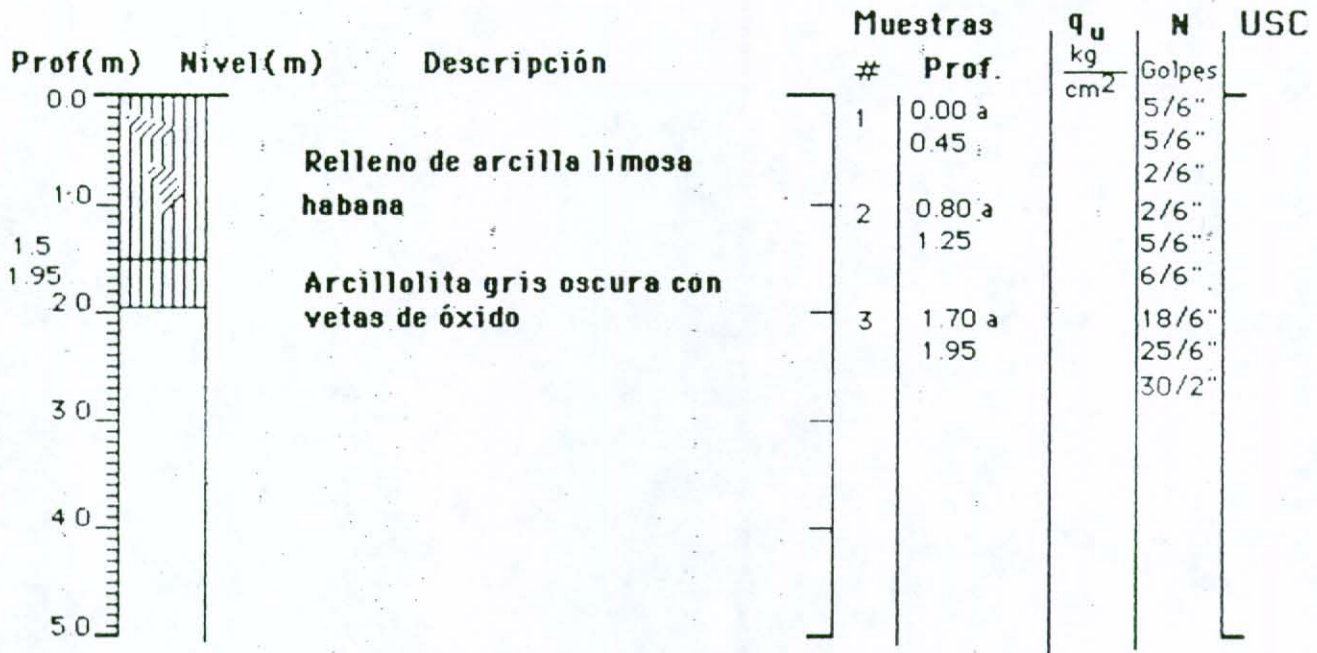 Muestras q u N USC
Prof(m) Nivel(m) Descripción # Prof. kg/cm2 Golpes
0.0 1 0.00 a 5/6"
0.45 5/6"
Relleno de arcilla limosa 2/6"
1.0 habana 2 0.80 a 2/6"
1.5 1.25 5/6"
1.95 Arcillolita gris oscura con 6/6"
2.0 vetas de óxido 3 1.70 a 18/6"
1.95 25/6"
30/2"
3.0
4.0
5.0